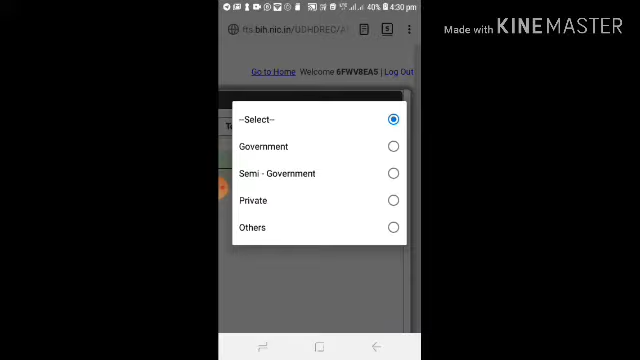 40% 4:30 pm
Made with KINEMASTER
fts.bih.nic.in/UDHDREC/A
5
Go to Home Welcome 6FWV8EA5 | Log Out
--Select--
Government
Semi - Government
Private
Others